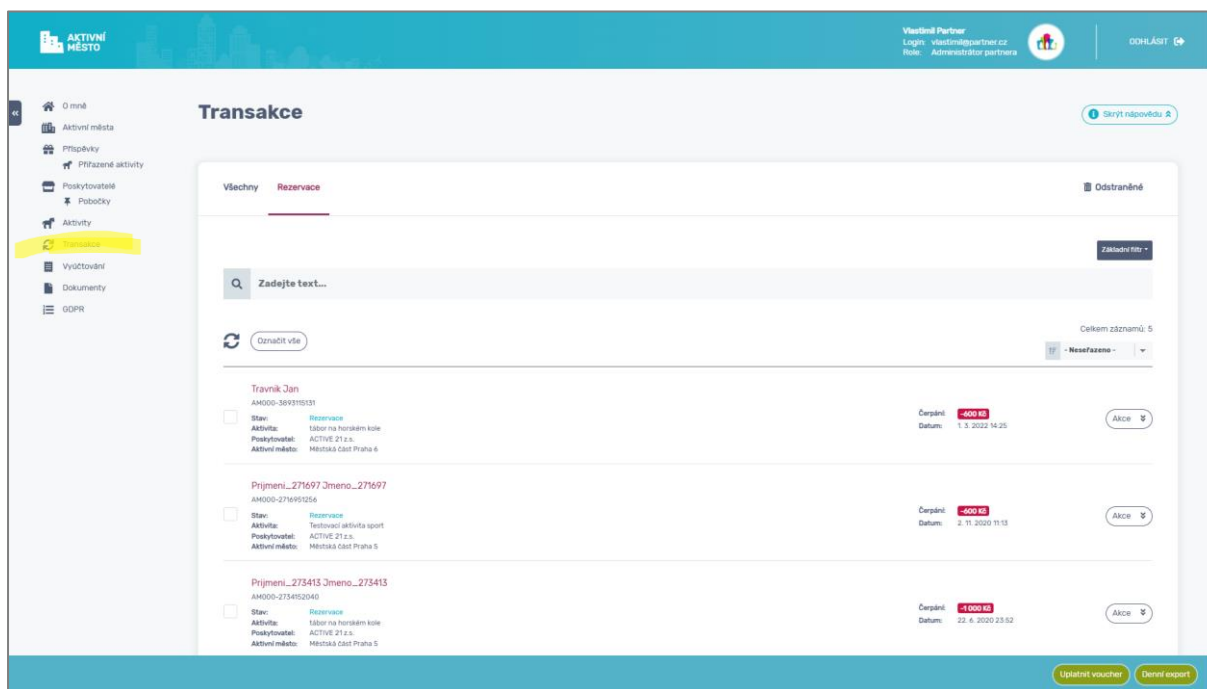 AKTIVNÍ
MĚSTO
Vlastimil Partner
Login: vlastimil@partner.cz
Role: Administrátor partnera
ODHLÁSIT
O mně
Aktivní města
Příspěvky
Přiřazené aktivity
Poskytovatelé
Pobočky
Aktivity
Transakce
Vyúčtování
Dokumenty
GDPR
Transakce
Skrýt nápovědu
Všechny Rezervace
Odstraněné
Základní filtr
Zadejte text...
Celkem záznamů: 5
Označit vše
- Neseřazeno -
Travnik Jan
AM000-3893115131
Stav: Rezervace
Aktivita: tábor na horském kole
Poskytovatel: ACTIVE 21 z.s.
Aktivní město: Městská část Praha 6
Čerpání: -600 Kč
Datum: 1. 3. 2022 14:25
Akce
Prijmeni_271697 Jmeno_271697
AM000-2716951256
Stav: Rezervace
Aktivita: Testovací aktivita sport
Poskytovatel: ACTIVE 21 z.s.
Aktivní město: Městská část Praha 5
Čerpání: -600 Kč
Datum: 2. 11. 2020 11:13
Akce
Prijmeni_273413 Jmeno_273413
AM000-2734152040
Stav: Rezervace
Aktivita: tábor na horském kole
Poskytovatel: ACTIVE 21 z.s.
Aktivní město: Městská část Praha 5
Čerpání: -1 000 Kč
Datum: 22. 6. 2020 23:52
Akce
Uplatnit voucher
Denní export